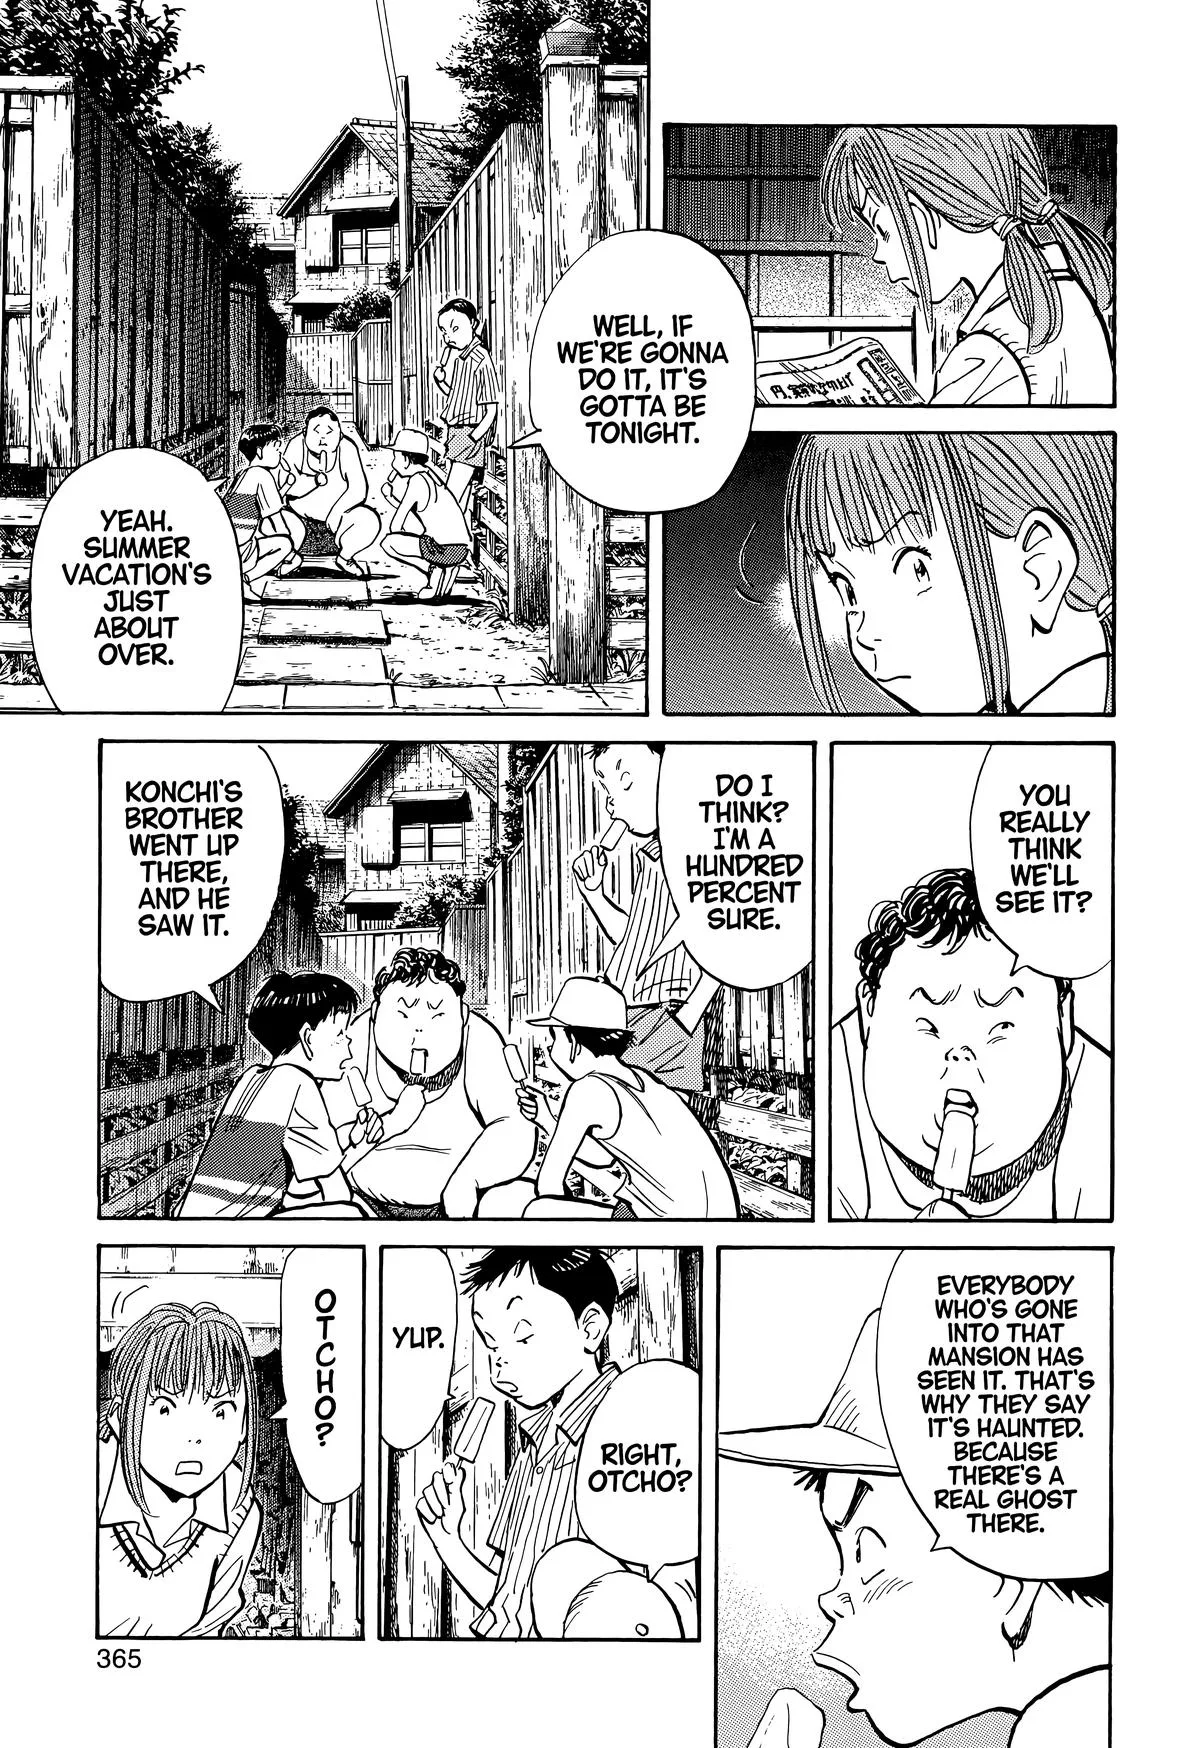 WELL, IF
WE'RE GONNA
DO IT, IT'S
GOTTA BE
TONIGHT.
YEAH.
SUMMER
VACATION'S
JUST
ABOUT
OVER.
YOU
REALLY
THINK
WE'LL
SEE IT?
DO I
THINK?
I'M A
HUNDRED
PERCENT
SURE.
KONCHI'S
BROTHER
WENT UP
THERE,
AND HE
SAW IT.
EVERYBODY
WHO'S GONE
INTO THAT
MANSION HAS
SEEN IT. THAT'S
WHY THEY SAY
IT'S HAUNTED.
BECAUSE
THERE'S A
REAL GHOST
THERE.
RIGHT,
OTCHO?
YUP.
OTCHO?
365